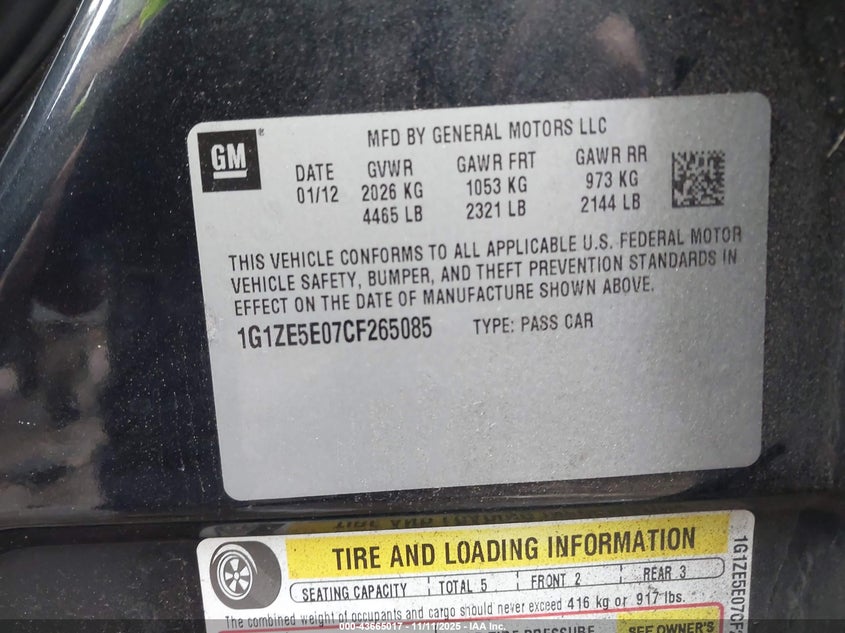 GM
MFD BY GENERAL MOTORS LLC
DATE GVWR GAWR FRT GAWR RR
01/12 2026 KG 1053 KG 973 KG
4465 LB 2321 LB 2144 LB
THIS VEHICLE CONFORMS TO ALL APPLICABLE U.S. FEDERAL MOTOR
VEHICLE SAFETY, BUMPER, AND THEFT PREVENTION STANDARDS IN
EFFECT ON THE DATE OF MANUFACTURE SHOWN ABOVE.
1G1ZE5E07CF265085 TYPE: PASS CAR
TIRE AND LOADING INFORMATION
SEATING CAPACITY TOTAL 5 FRONT 2 REAR 3
The combined weight of occupants and cargo should never exceed 416 kg or 917 lbs.
SEE OWNER'S
1G1ZE5E07CF
000-43665017 - 11/11/2025 - IAA Inc.